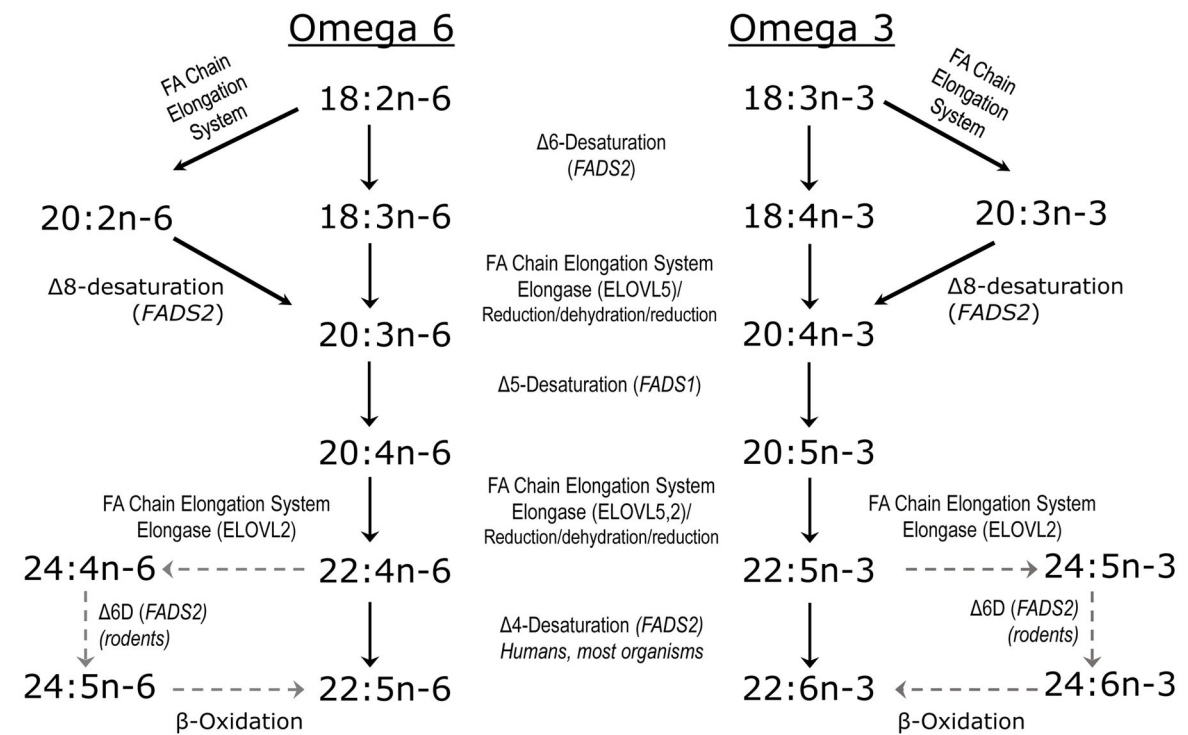 Omega 6
Omega 3
FA Chain
Elongation
System
18:2n-6
18:3n-3
FA Chain
Elongation
System
Δ6-Desaturation
(FADS2)
20:2n-6
18:3n-6
18:4n-3
20:3n-3
Δ8-desaturation
(FADS2)
FA Chain Elongation System
Elongase (ELOVL5)/
Reduction/dehydration/reduction
Δ8-desaturation
(FADS2)
20:3n-6
20:4n-3
Δ5-Desaturation (FADS1)
20:4n-6
20:5n-3
FA Chain Elongation System
Elongase (ELOVL2)
FA Chain Elongation System
Elongase (ELOVL5,2)/
Reduction/dehydration/reduction
FA Chain Elongation System
Elongase (ELOVL2)
24:4n-6
22:4n-6
22:5n-3
24:5n-3
Δ6D (FADS2)
(rodents)
Δ4-Desaturation (FADS2)
Humans, most organisms
Δ6D (FADS2)
(rodents)
24:5n-6
22:5n-6
22:6n-3
24:6n-3
β-Oxidation
β-Oxidation